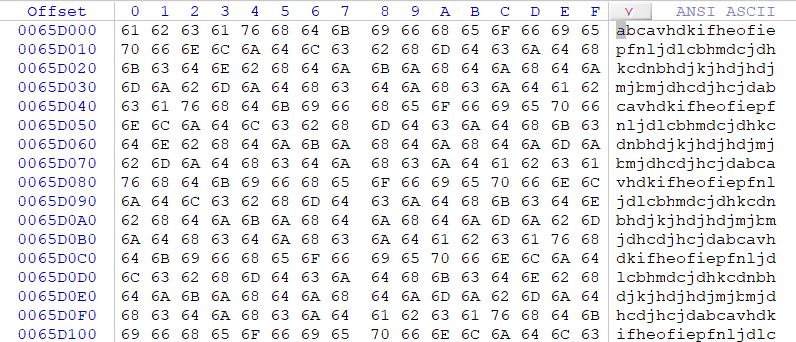 Offset 0 1 2 3 4 5 6 7 8 9 A B C D E F ANSI ASCII
0065D000 61 62 63 61 76 68 64 6B 69 66 68 65 6F 66 69 65 abcavhdkifheofie
0065D010 70 66 6E 6C 6A 64 6C 63 62 68 6D 64 63 6A 64 68 pfnljdlcbhmdcjdh
0065D020 6B 63 64 6E 62 68 64 6A 6B 6A 68 64 6A 68 64 6A kcdnbhdjkjhdjhdj
0065D030 6D 6A 62 6D 6A 64 68 63 64 6A 68 63 6A 64 61 62 mjbmjdhcdjhcjdab
0065D040 63 61 76 68 64 6B 69 66 68 65 6F 66 69 65 70 66 cavhdkifheofiepf
0065D050 6E 6C 6A 64 6C 63 62 68 6D 64 63 6A 64 68 6B 63 nljdlcbhmdcjdhkc
0065D060 64 6E 62 68 64 6A 6B 6A 68 64 6A 68 64 6A 6D 6A dnbhdjkjhdjhdjmj
0065D070 62 6D 6A 64 68 63 64 6A 68 63 6A 64 61 62 63 61 bmjdhcdjhcjdabca
0065D080 76 68 64 6B 69 66 68 65 6F 66 69 65 70 66 6E 6C vhdkifheofiepfnl
0065D090 6A 64 6C 63 62 68 6D 64 63 6A 64 68 6B 63 64 6E jdlcbhmdcjdhkcdn
0065D0A0 62 68 64 6A 6B 6A 68 64 6A 68 64 6A 6D 6A 62 6D bhdjkjhdjhdjmjbm
0065D0B0 6A 64 68 63 64 6A 68 63 6A 64 61 62 63 61 76 68 jdhcdjhcjdabcavh
0065D0C0 64 6B 69 66 68 65 6F 66 69 65 70 66 6E 6C 6A 64 dkifheofiepfnljd
0065D0D0 6C 63 62 68 6D 64 63 6A 64 68 6B 63 64 6E 62 68 lcbhmdcjdhkcdnbh
0065D0E0 64 6A 6B 6A 68 64 6A 68 64 6A 6D 6A 62 6D 6A 64 djkjhdjhdjmjbmjd
0065D0F0 68 63 64 6A 68 63 6A 64 61 62 63 61 76 68 64 6B hcdjhcjdabcavhdk
0065D100 69 66 68 65 6F 66 69 65 70 66 6E 6C 6A 64 6C 63 ifheofiepfnljdlc